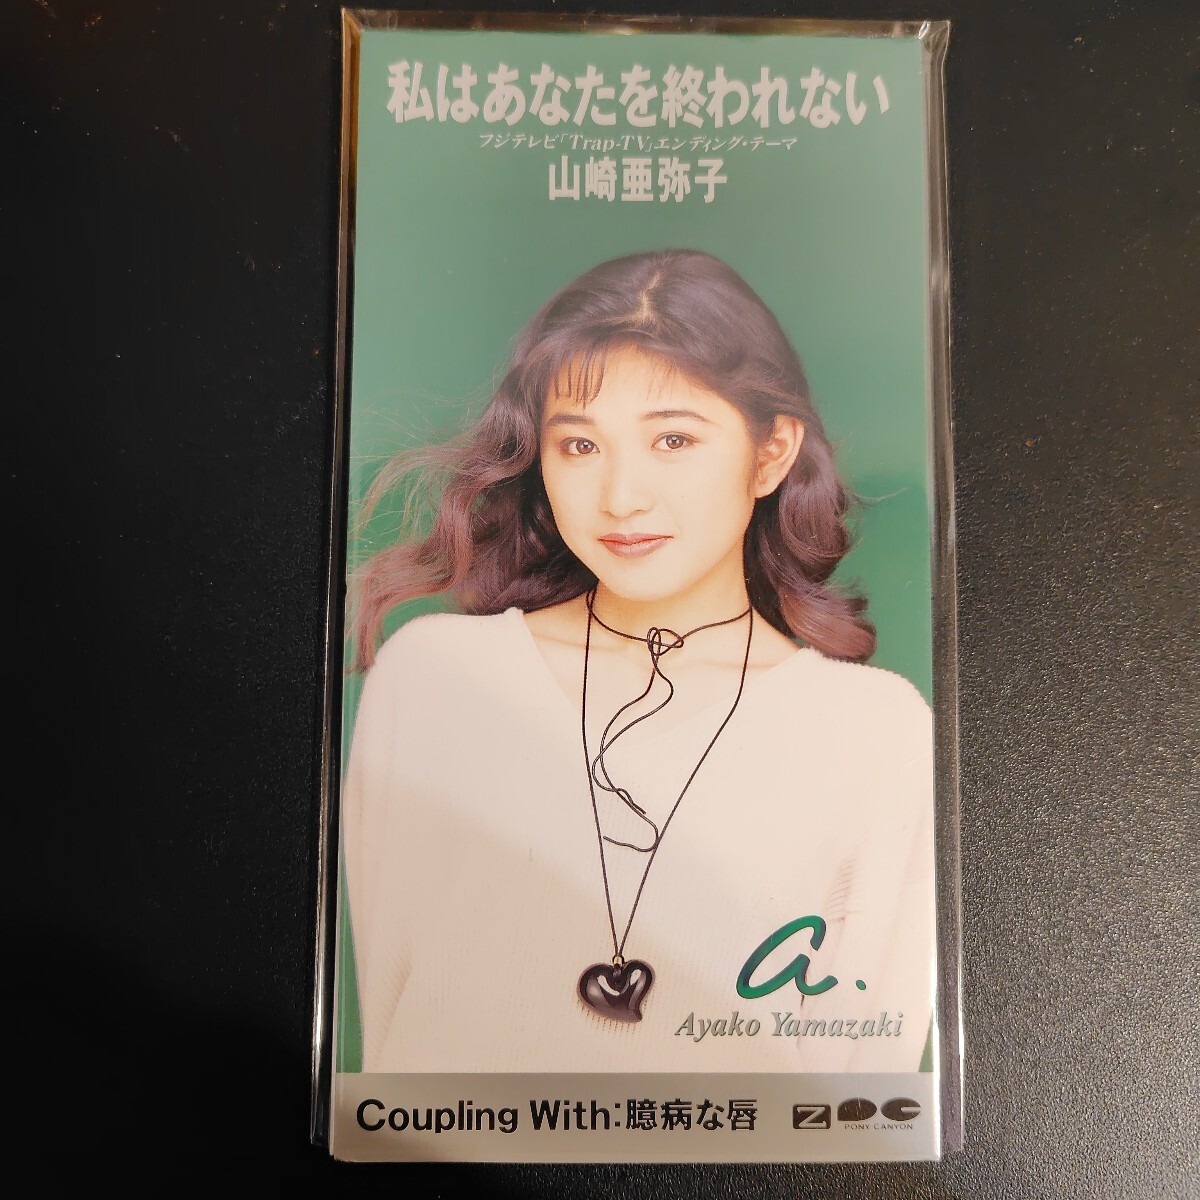 私はあなたを終われない
フジテレビ「Trap-TV」エンディング・テーマ
山崎亜弥子
a.
Ayako Yamazaki
Coupling With:臆病な唇
Z
PONY CANYON